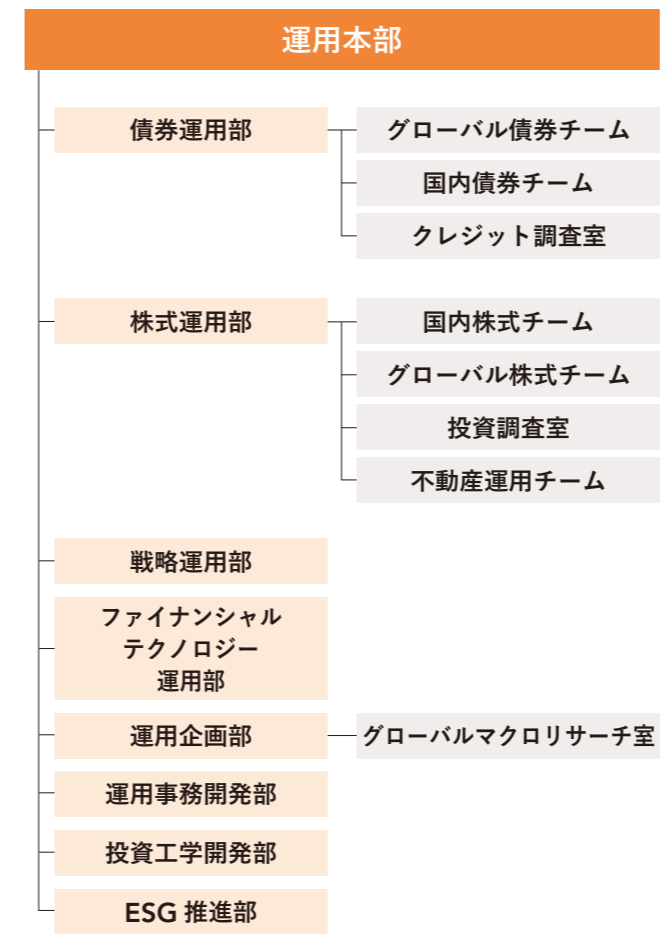 運用本部
債券運用部
グローバル債券チーム
国内債券チーム
クレジット調査室
株式運用部
国内株式チーム
グローバル株式チーム
投資調査室
不動産運用チーム
戦略運用部
ファイナンシャル
テクノロジー
運用部
運用企画部
グローバルマクロリサーチ室
運用事務開発部
投資工学開発部
ESG 推進部